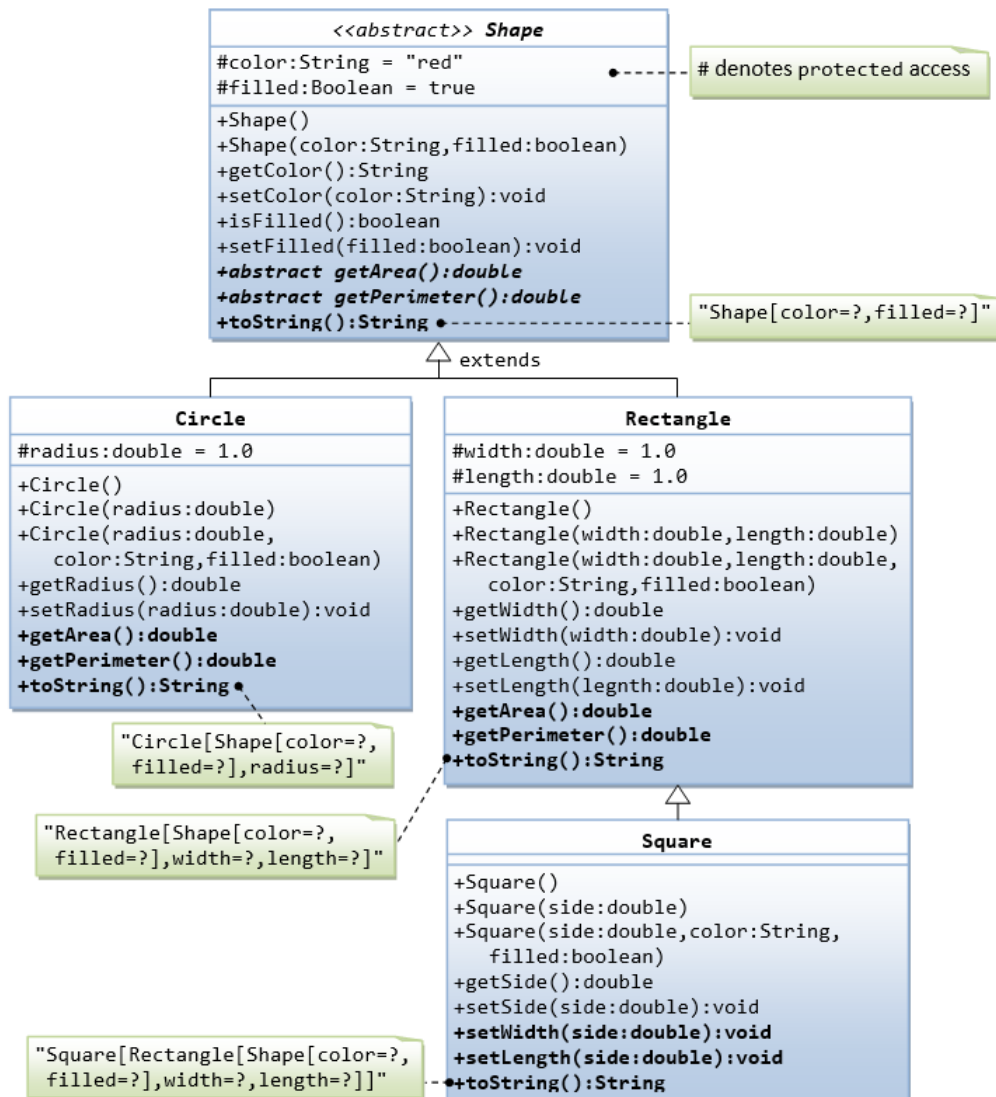 <<abstract>> Shape
#color:String = "red"
#filled:Boolean = true
# denotes protected access
+Shape()
+Shape(color:String,filled:boolean)
+getColor():String
+setColor(color:String):void
+isFilled():boolean
+setFilled(filled:boolean):void
+abstract getArea():double
+abstract getPerimeter():double
+toString():String
"Shape[color=?,filled=?]"
extends
Circle
#radius:double = 1.0
+Circle()
+Circle(radius:double)
+Circle(radius:double,
color:String,filled:boolean)
+getRadius():double
+setRadius(radius:double):void
+getArea():double
+getPerimeter():double
+toString():String
"Circle[Shape[color=?,
filled=?],radius=?]"
Rectangle
#width:double = 1.0
#length:double = 1.0
+Rectangle()
+Rectangle(width:double,length:double)
+Rectangle(width:double,length:double,
color:String,filled:boolean)
+getWidth():double
+setWidth(width:double):void
+getLength():double
+setLength(legnth:double):void
+getArea():double
+getPerimeter():double
+toString():String
"Rectangle[Shape[color=?,
filled=?],width=?,length=?]"
Square
+Square()
+Square(side:double)
+Square(side:double,color:String,
filled:boolean)
+getSide():double
+setSide(side:double):void
+setWidth(side:double):void
+setLength(side:double):void
+toString():String
"Square[Rectangle[Shape[color=?,
filled=?],width=?,length=?]]"